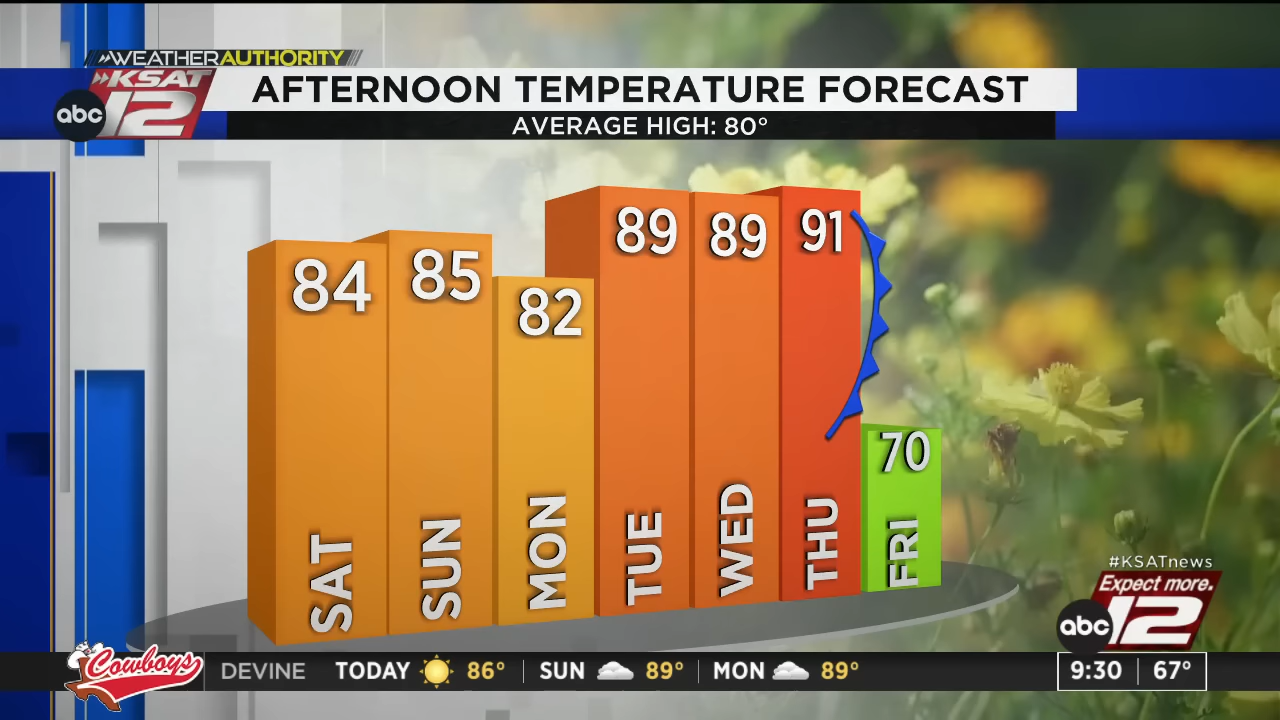 WEATHERAUTHORITY
KSAT
abc 12
AFTERNOON TEMPERATURE FORECAST
AVERAGE HIGH: 80°
84 85 82 89 89 91 70
SAT SUN MON TUE WED THU FRI
#KSATnews
Expect more.
abc 12
Cowboys DEVINE TODAY 86° SUN 89° MON 89° 9:30 67°